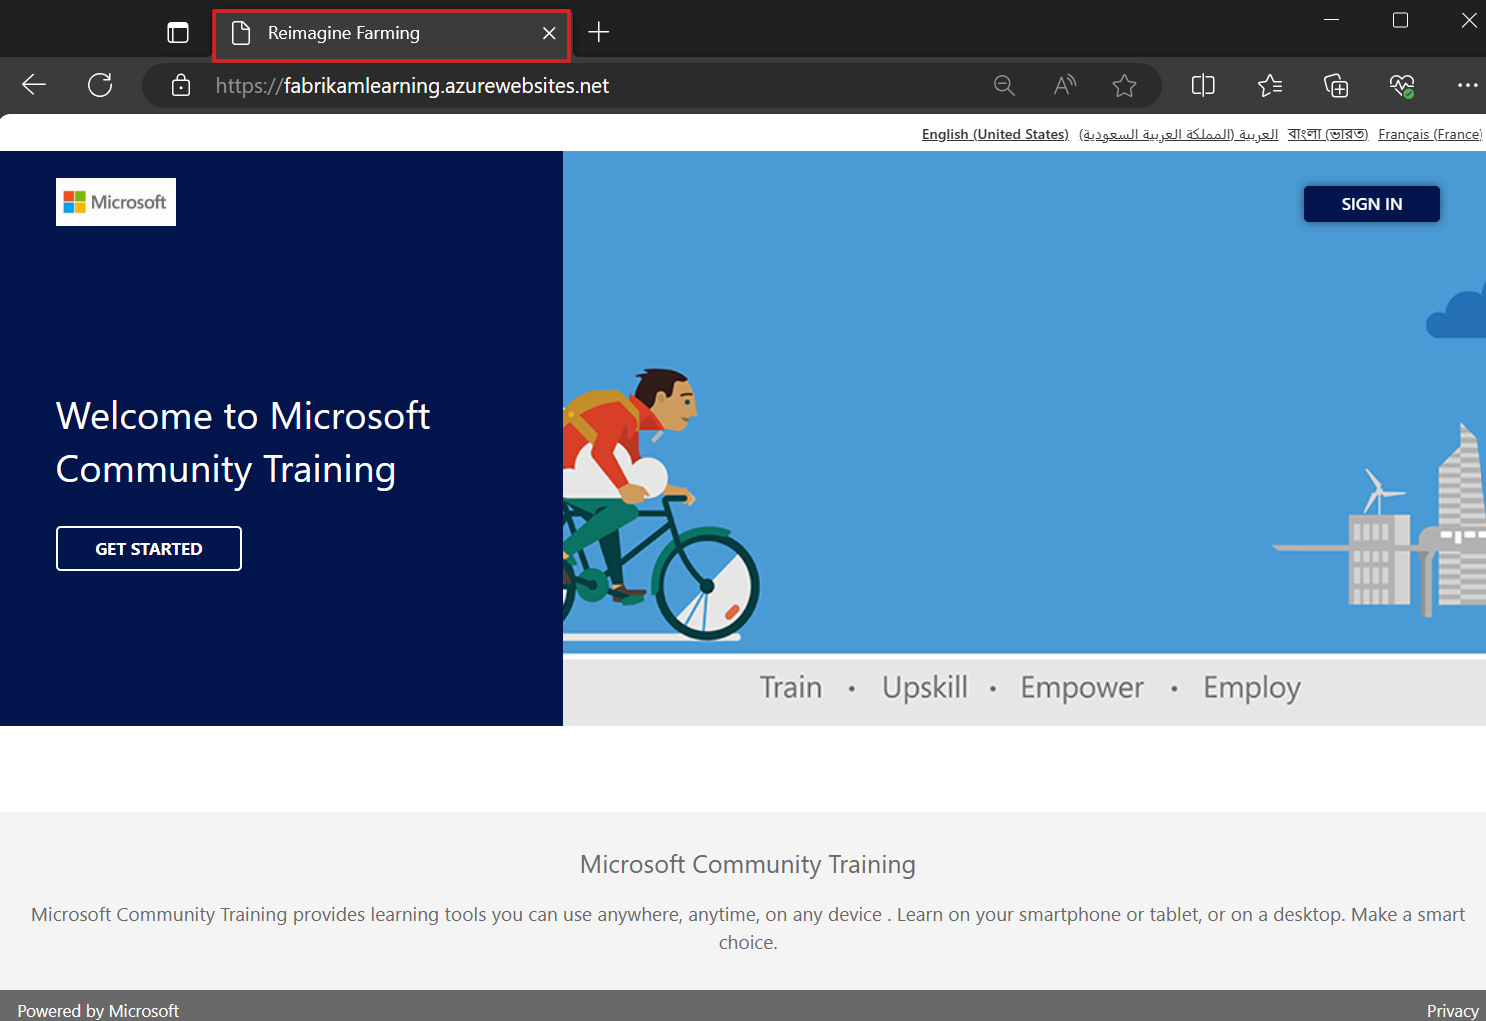 Reimagine Farming
https://fabrikamlearning.azurewebsites.net
English (United States) العربية (المملكة العربية السعودية) বাংলা (ভারত) Français (France)
Microsoft
SIGN IN
Welcome to Microsoft
Community Training
GET STARTED
Train • Upskill • Empower • Employ
Microsoft Community Training
Microsoft Community Training provides learning tools you can use anywhere, anytime, on any device . Learn on your smartphone or tablet, or on a desktop. Make a smart
choice.
Powered by Microsoft
Privacy